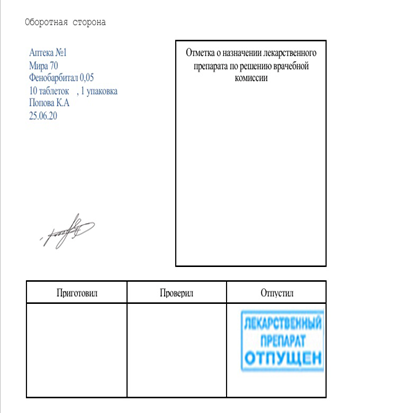 Оборотная сторона
Аптека №1
Мира 70
Фенобарбитал 0,05
10 таблеток , 1 упаковка
Попова К.А
25.06.20
Отметка о назначении лекарственного
препарата по решению врачебной
комиссии
Приготовил
Проверил
Отпустил
ЛЕКАРСТВЕННЫЙ
ПРЕПАРАТ
ОТПУЩЕН